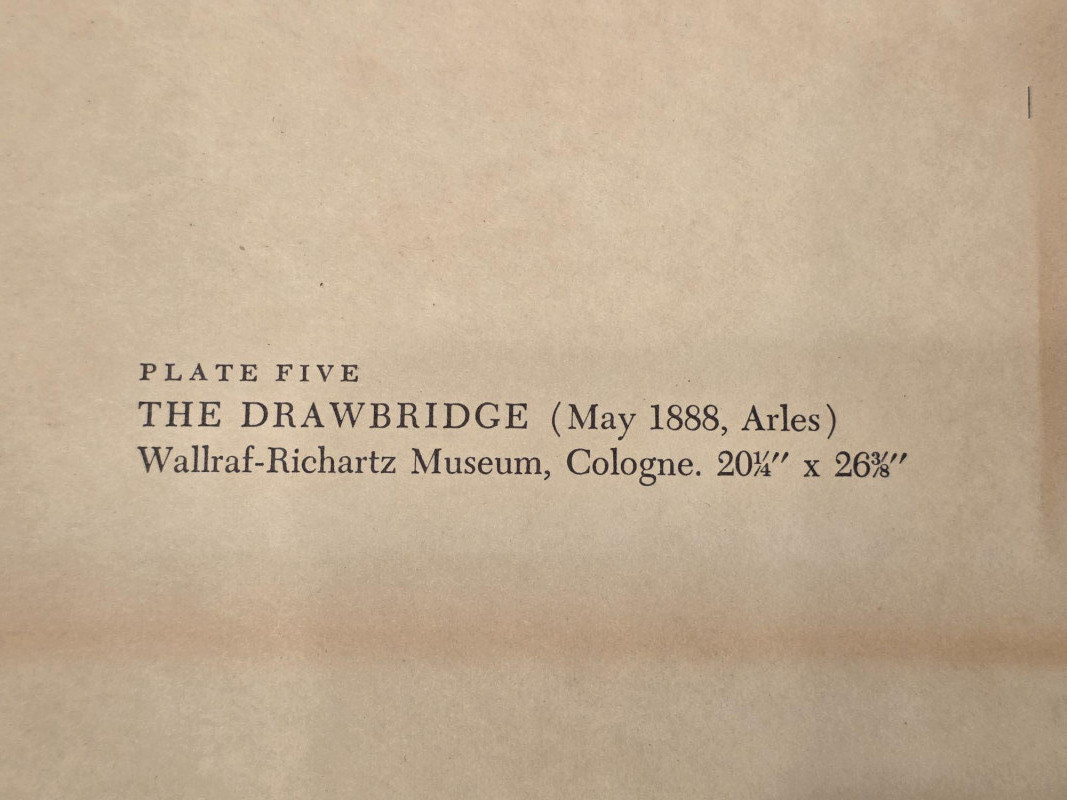 PLATE FIVE
THE DRAWBRIDGE (May 1888, Arles)
Wallraf-Richartz Museum, Cologne. 20¼″ x 26⅜″